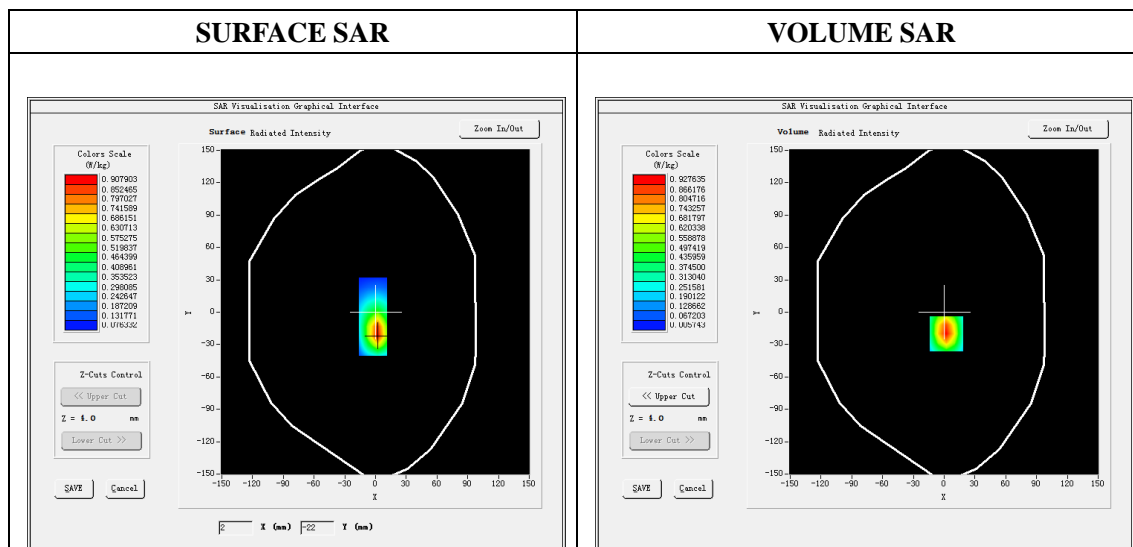 SURFACE SAR
VOLUME SAR
SAR Visualisation Graphical Interface
Surface Radiated Intensity
Zoom In/Out
Colors Scale
(W/kg)
0.907903
0.852465
0.797027
0.741589
0.686151
0.630713
0.575275
0.519837
0.464399
0.408961
0.353523
0.298085
0.242647
0.187209
0.131771
0.076332
Z-Cuts Control
<< Upper Cut
Z = 4.0 mm
Lower Cut >>
SAVE
Cancel
150
120
90
60
30
0
-30
-60
-90
-120
-150
Y
-150 -120 -90 -60 -30 0 30 60 90 120 150
X
2 X (mm) -22 Y (mm)
SAR Visualisation Graphical Interface
Volume Radiated Intensity
Zoom In/Out
Colors Scale
(W/kg)
0.927635
0.866176
0.804716
0.743257
0.681797
0.620338
0.558878
0.497419
0.435959
0.374500
0.313040
0.251581
0.190122
0.128662
0.067203
0.005743
Z-Cuts Control
<< Upper Cut
Z = 4.0 mm
Lower Cut >>
SAVE
Cancel
150
120
90
60
30
0
-30
-60
-90
-120
-150
Y
-150 -120 -90 -60 -30 0 30 60 90 120 150
X